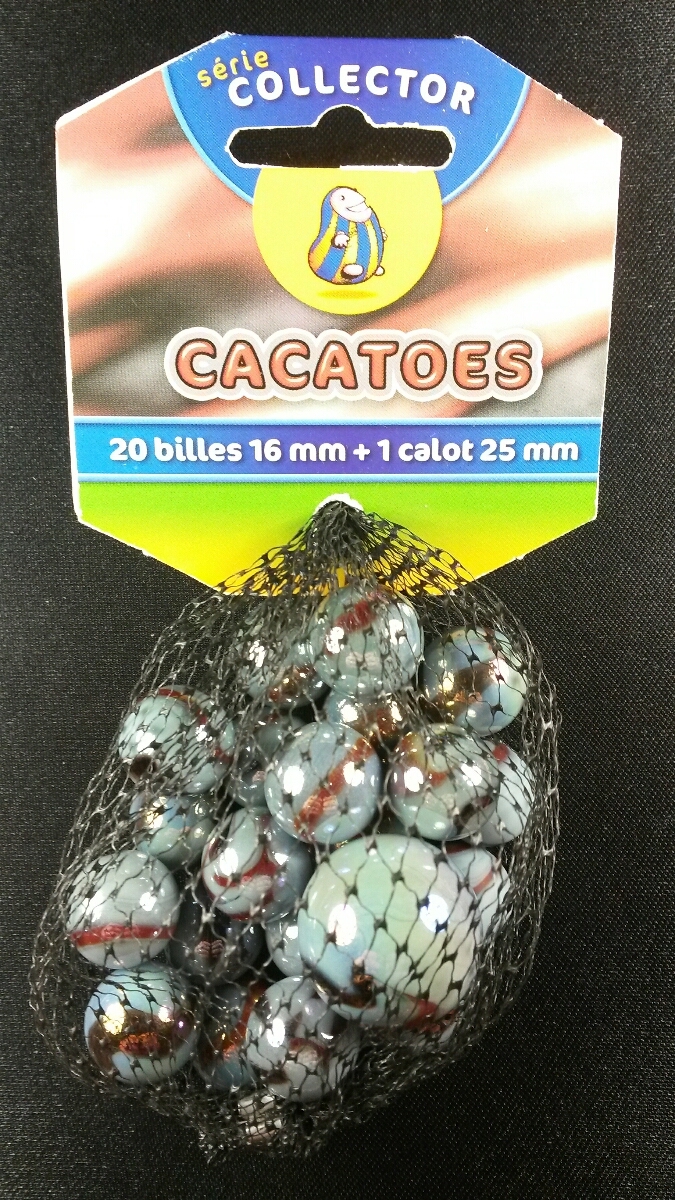 série
COLLECTOR
CACATOES
20 billes 16 mm + 1 calot 25 mm